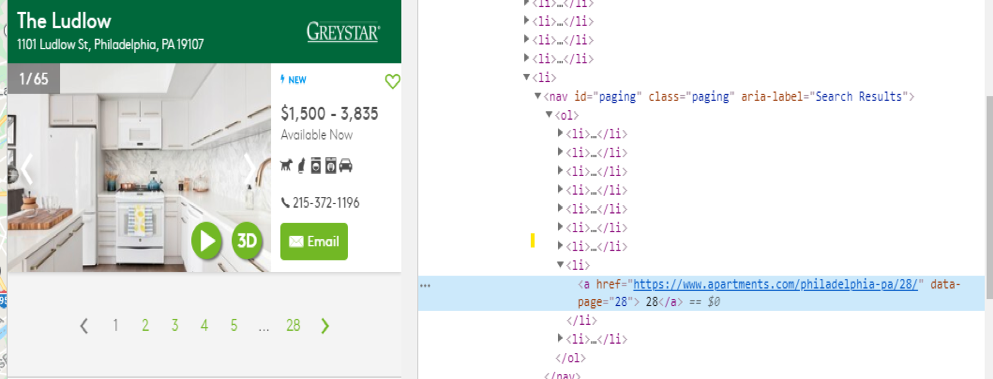 The Ludlow
1101 Ludlow St, Philadelphia, PA 19107
GREYSTAR
1/65
NEW
$1,500 - 3,835
Available Now
215-372-1196
3D
Email
< 1 2 3 4 5 ... 28 >
▶<li>…</li>
▶<li>…</li>
▶<li>…</li>
▶<li>…</li>
▼<li>
▼<nav id="paging" class="paging" aria-label="Search Results">
▼<ol>
▶<li>…</li>
▶<li>…</li>
▶<li>…</li>
▶<li>…</li>
▶<li>…</li>
▶<li>…</li>
▶<li>…</li>
▼<li>
<a href="https://www.apartments.com/philadelphia-pa/28/" data-
page="28"> 28</a> == $0
</li>
▶<li>…</li>
</ol>
</nav>